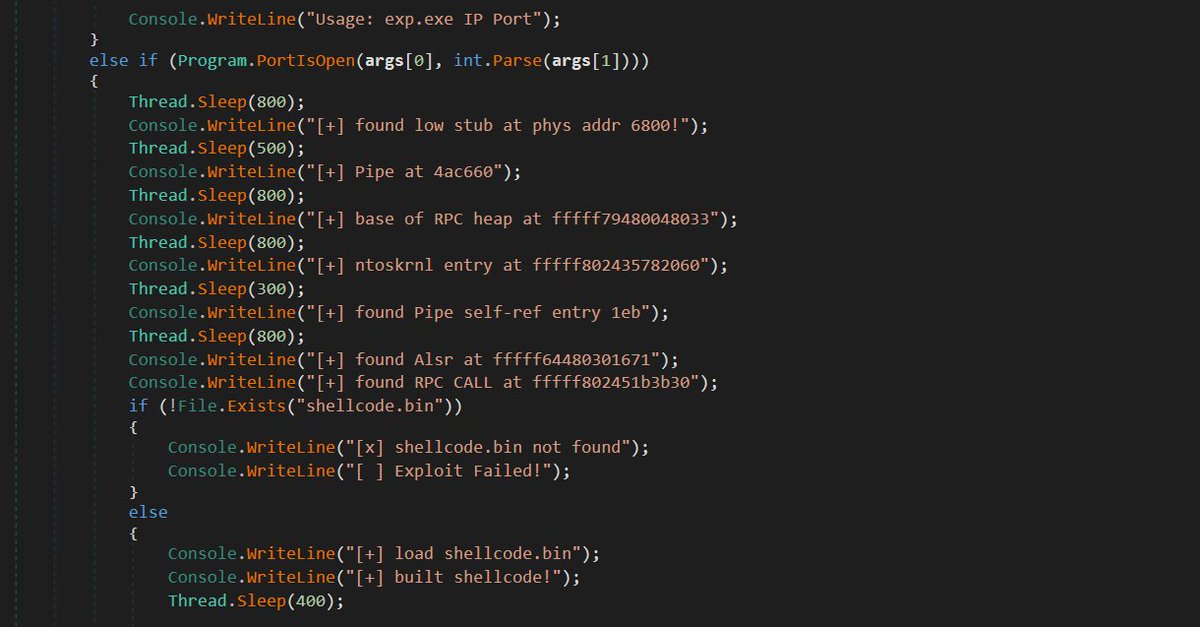 Console.WriteLine("Usage: exp.exe IP Port");
}
else if (Program.PortIsOpen(args[0], int.Parse(args[1])))
{
Thread.Sleep(800);
Console.WriteLine("[+] found low stub at phys addr 6800!");
Thread.Sleep(500);
Console.WriteLine("[+] Pipe at 4ac660");
Thread.Sleep(800);
Console.WriteLine("[+] base of RPC heap at fffff79480048033");
Thread.Sleep(800);
Console.WriteLine("[+] ntoskrnl entry at fffff802435782060");
Thread.Sleep(300);
Console.WriteLine("[+] found Pipe self-ref entry 1eb");
Thread.Sleep(800);
Console.WriteLine("[+] found Alsr at fffff64480301671");
Console.WriteLine("[+] found RPC CALL at fffff802451b3b30");
if (!File.Exists("shellcode.bin"))
{
Console.WriteLine("[x] shellcode.bin not found");
Console.WriteLine("[ ] Exploit Failed!");
}
else
{
Console.WriteLine("[+] load shellcode.bin");
Console.WriteLine("[+] built shellcode!");
Thread.Sleep(400);